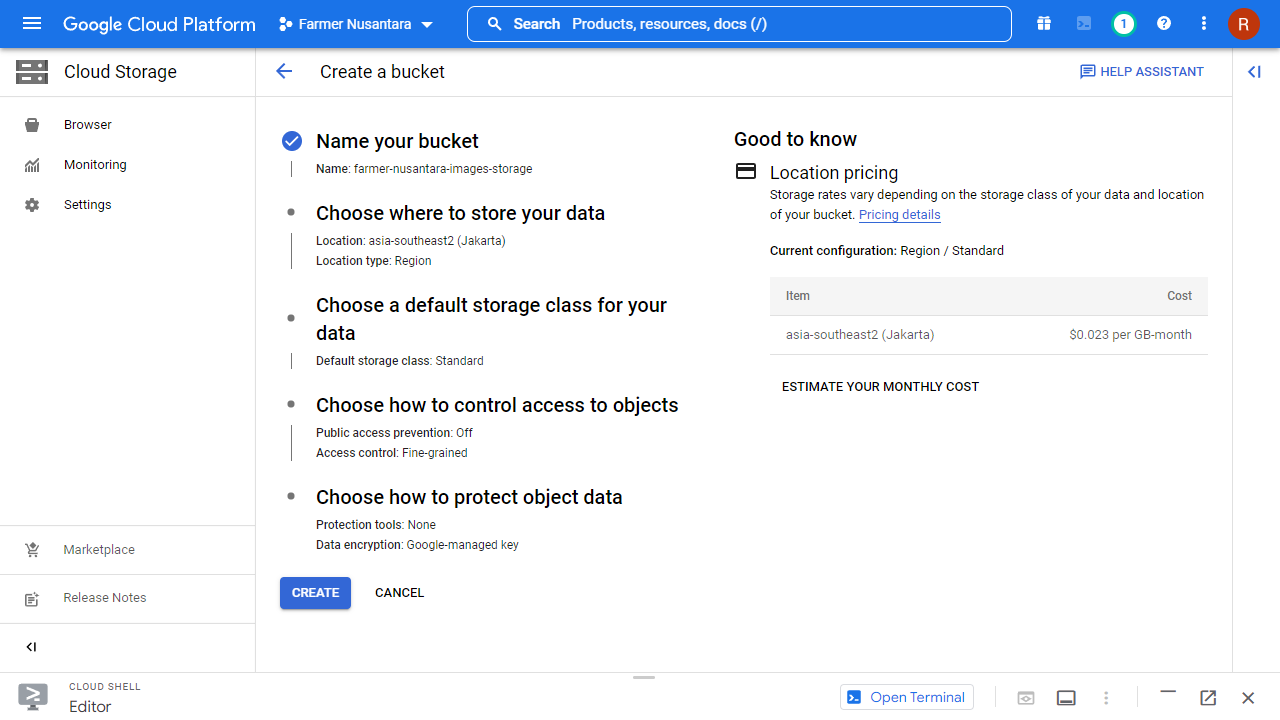 Google Cloud Platform
Farmer Nusantara
Search Products, resources, docs (/)
1
R
Cloud Storage
Create a bucket
HELP ASSISTANT
Browser
Monitoring
Settings
Marketplace
Release Notes
Name your bucket
Name: farmer-nusantara-images-storage
Choose where to store your data
Location: asia-southeast2 (Jakarta)
Location type: Region
Choose a default storage class for your
data
Default storage class: Standard
Choose how to control access to objects
Public access prevention: Off
Access control: Fine-grained
Choose how to protect object data
Protection tools: None
Data encryption: Google-managed key
CREATE
CANCEL
Good to know
Location pricing
Storage rates vary depending on the storage class of your data and location
of your bucket. Pricing details
Current configuration: Region / Standard
Item Cost
asia-southeast2 (Jakarta) $0.023 per GB-month
ESTIMATE YOUR MONTHLY COST
CLOUD SHELL
Editor
Open Terminal